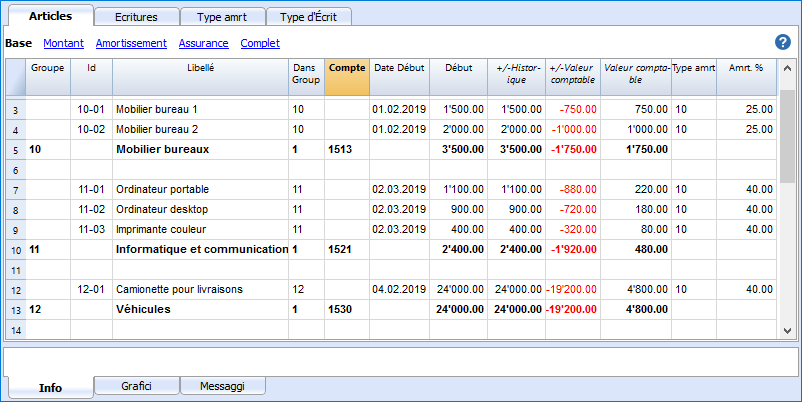 Articles Ecritures Type amrt Type d'Écrit
Base Montant Amortissement Assurance Complet ?
Groupe Id Libellé Dans Group Compte Date Début Début +/-Histor-ique +/-Valeur comptable Valeur compta-ble Type amrt Amrt. %
3 10-01 Mobilier bureau 1 10 01.02.2019 1'500.00 1'500.00 -750.00 750.00 10 25.00
4 10-02 Mobilier bureau 2 10 01.02.2019 2'000.00 2'000.00 -1'000.00 1'000.00 10 25.00
5 10 Mobilier bureaux 1 1513 3'500.00 3'500.00 -1'750.00 1'750.00
6
7 11-01 Ordinateur portable 11 02.03.2019 1'100.00 1'100.00 -880.00 220.00 10 40.00
8 11-02 Ordinateur desktop 11 02.03.2019 900.00 900.00 -720.00 180.00 10 40.00
9 11-03 Imprimante couleur 11 02.03.2019 400.00 400.00 -320.00 80.00 10 40.00
10 11 Informatique et communication 1 1521 2'400.00 2'400.00 -1'920.00 480.00
11
12 12-01 Camionette pour livraisons 12 04.02.2019 24'000.00 24'000.00 -19'200.00 4'800.00 10 40.00
13 12 Véhicules 1 1530 24'000.00 24'000.00 -19'200.00 4'800.00
14
Info Grafici Messaggi